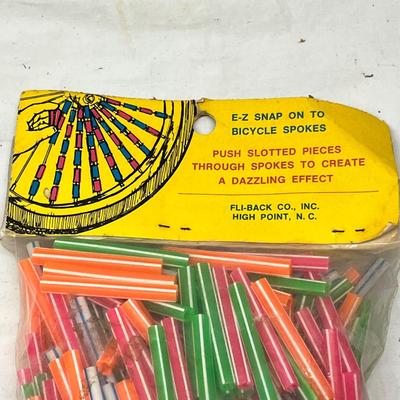 E-Z SNAP ON TO
BICYCLE SPOKES
PUSH SLOTTED PIECES
THROUGH SPOKES TO CREATE
A DAZZLING EFFECT
FLI-BACK CO., INC.
HIGH POINT, N. C.